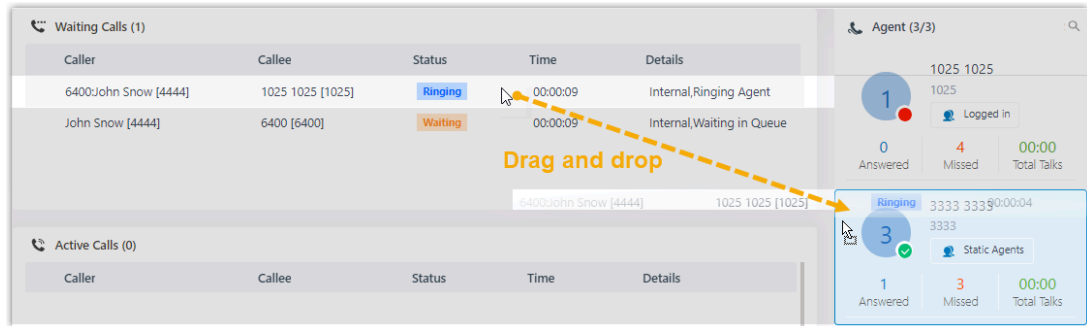 Waiting Calls (1)
Caller Callee Status Time Details
6400:John Snow [4444] 1025 1025 [1025] Ringing 00:00:09 Internal,Ringing Agent
John Snow [4444] 6400 [6400] Waiting 00:00:09 Internal,Waiting in Queue
Drag and drop
6400:John Snow [4444] 1025 1025 [1025] Ringing 00:00:04
Active Calls (0)
Caller Callee Status Time Details
Agent (3/3)
1025 1025
1
1025
Logged in
0 4 00:00
Answered Missed Total Talks
3333 3333
3
3333
Static Agents
1 3 00:00
Answered Missed Total Talks